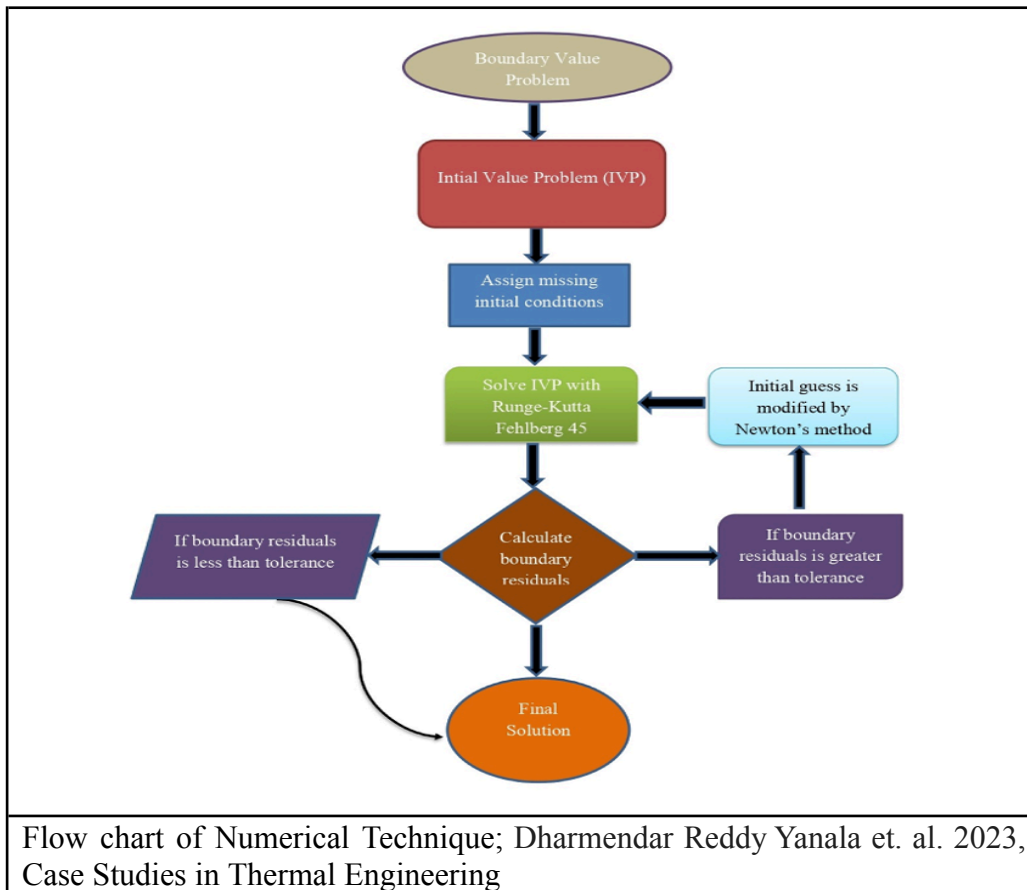 Boundary Value
Problem
Intial Value Problem (IVP)
Assign missing
initial conditions
Solve IVP with
Runge-Kutta
Fehlberg 45
Initial guess is
modified by
Newton’s method
If boundary residuals
is less than tolerance
Calculate
boundary
residuals
If boundary
residuals is greater
than tolerance
Final
Solution
Flow chart of Numerical Technique; Dharmendar Reddy Yanala et. al. 2023,
Case Studies in Thermal Engineering